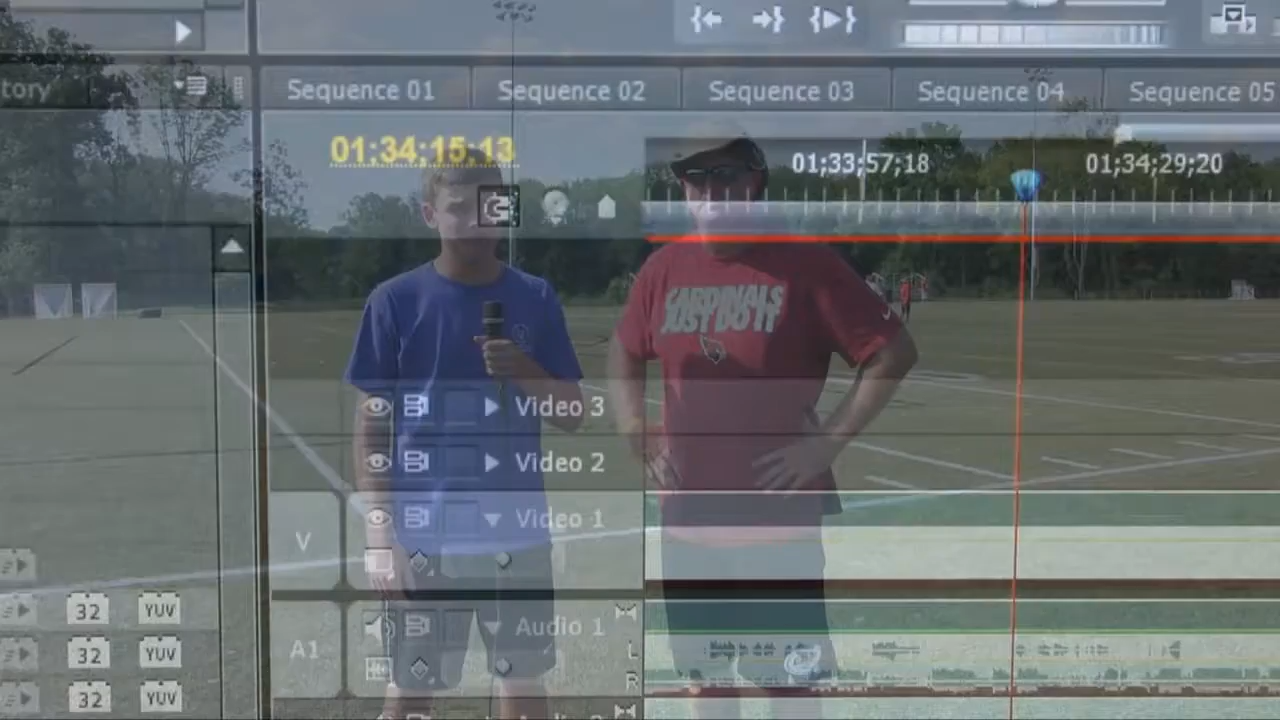 tory
Sequence 01
Sequence 02
Sequence 03
Sequence 04
Sequence 05
01:34;15;13
01;33;57;18
01;34;29;20
CARDINALS
JUST DO IT
Video 3
Video 2
V
Video 1
32 YUV
A1
Audio 1
L
32 YUV
R
32 YUV